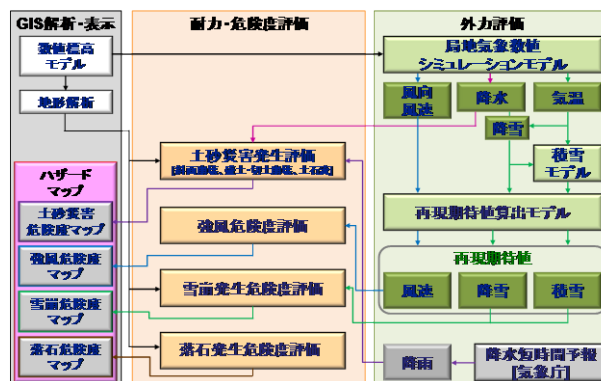 GIS解析・表示
耐力・危険度評価
外力評価
数値標高
モデル
地形解析
局地気象数値
シミュレーションモデル
風向
風速
降水
気温
降雪
積雪
モデル
土砂災害発生評価
ハザード
マップ
土砂災害
危険度マップ
強風危険度
マップ
雪崩危険度
マップ
落石危険度
マップ
強風危険度評価
雪崩発生危険度評価
落石発生危険度評価
再現期待値算出モデル
再現期待値
風速
降雪
積雪
降雨
降水短時間予報
[気象庁]